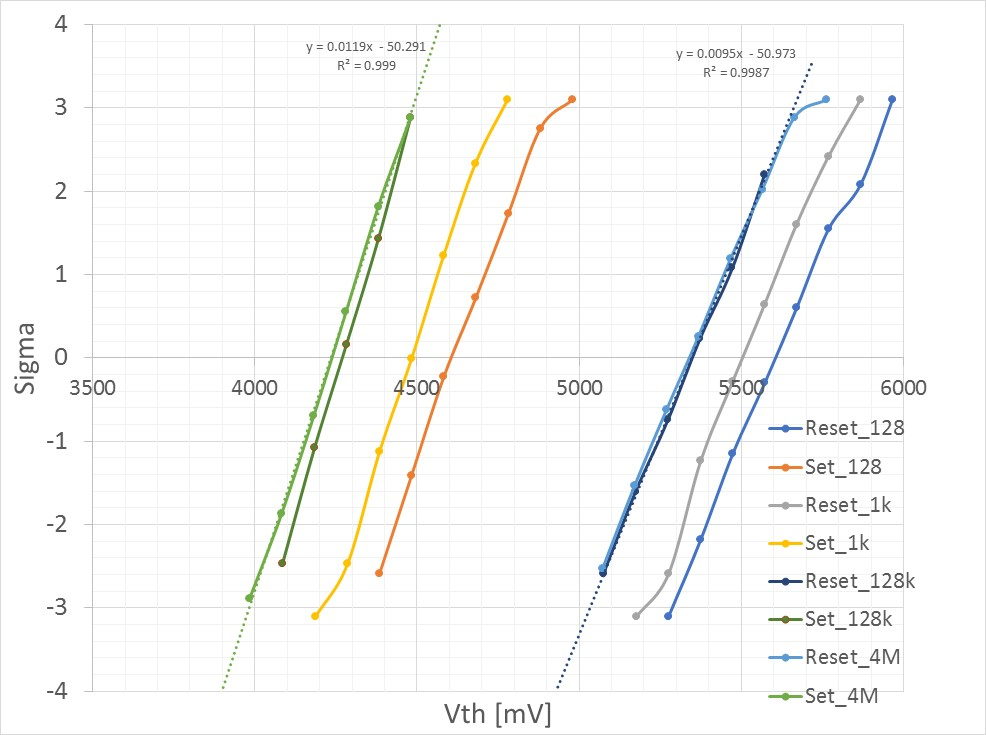 4
y = 0.0119x - 50.291
R² = 0.999
y = 0.0095x - 50.973
R² = 0.9987
3
2
1
0
-1
-2
-3
-4
Sigma
3500
4000
4500
5000
5500
6000
Reset_128
Set_128
Reset_1k
Set_1k
Reset_128k
Set_128k
Reset_4M
Set_4M
Vth [mV]